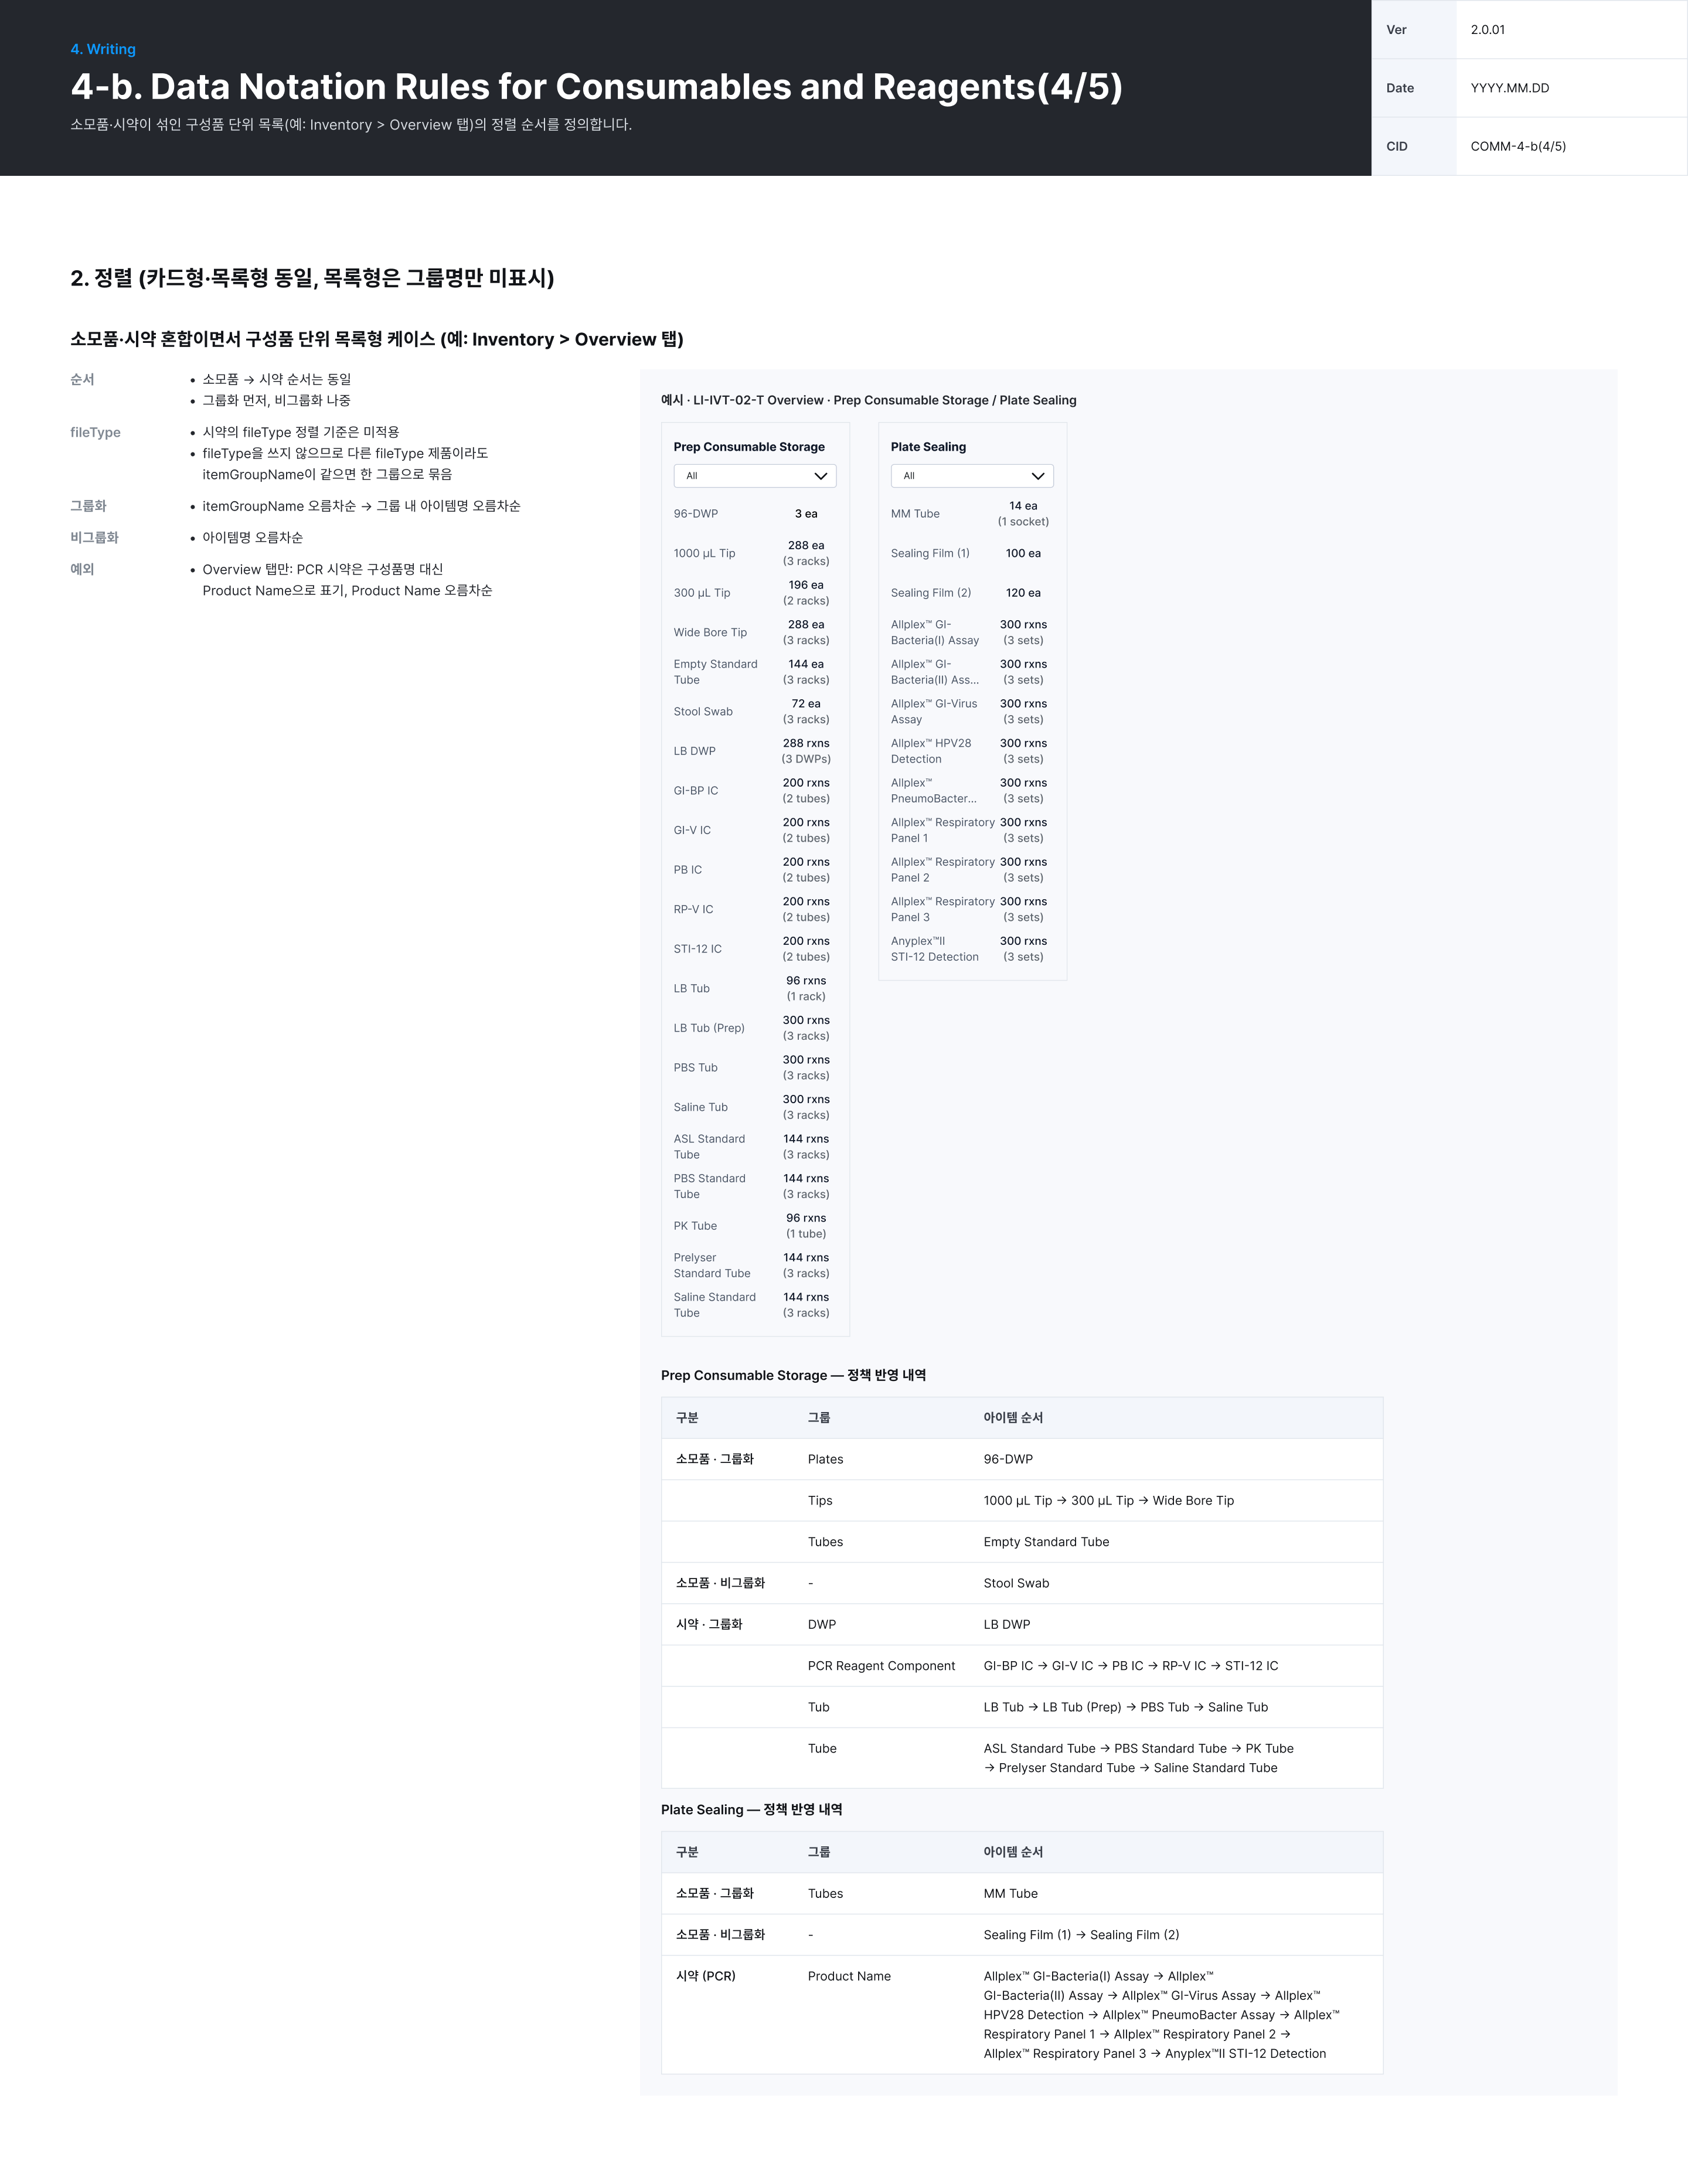 4. Writing
4-b. Data Notation Rules for Consumables and Reagents(4/5)
소모품·시약이 섞인 구성품 단위 목록(예: Inventory > Overview 탭)의 정렬 순서를 정의합니다.
Ver 2.0.01
Date YYYY.MM.DD
CID COMM-4-b(4/5)
2. 정렬 (카드형·목록형 동일, 목록형은 그룹명만 미표시)
소모품·시약 혼합이면서 구성품 단위 목록형 케이스 (예: Inventory > Overview 탭)
순서
• 소모품 → 시약 순서는 동일
• 그룹화 먼저, 비그룹화 나중
fileType
• 시약의 fileType 정렬 기준은 미적용
• fileType을 쓰지 않으므로 다른 fileType 제품이라도
itemGroupName이 같으면 한 그룹으로 묶음
그룹화
• itemGroupName 오름차순 → 그룹 내 아이템명 오름차순
비그룹화
• 아이템명 오름차순
예외
• Overview 탭만: PCR 시약은 구성품명 대신
Product Name으로 표기, Product Name 오름차순
예시 · LI-IVT-02-T Overview · Prep Consumable Storage / Plate Sealing
Prep Consumable Storage
All
96-DWP 3 ea
1000 µL Tip 288 ea
(3 racks)
300 µL Tip 196 ea
(2 racks)
Wide Bore Tip 288 ea
(3 racks)
Empty Standard 144 ea
Tube (3 racks)
Stool Swab 72 ea
(3 racks)
LB DWP 288 rxns
(3 DWPs)
GI-BP IC 200 rxns
(2 tubes)
GI-V IC 200 rxns
(2 tubes)
PB IC 200 rxns
(2 tubes)
RP-V IC 200 rxns
(2 tubes)
STI-12 IC 200 rxns
(2 tubes)
LB Tub 96 rxns
(1 rack)
LB Tub (Prep) 300 rxns
(3 racks)
PBS Tub 300 rxns
(3 racks)
Saline Tub 300 rxns
(3 racks)
ASL Standard 144 rxns
Tube (3 racks)
PBS Standard 144 rxns
Tube (3 racks)
PK Tube 96 rxns
(1 tube)
Prelyser 144 rxns
Standard Tube (3 racks)
Saline Standard 144 rxns
Tube (3 racks)
Plate Sealing
All
MM Tube 14 ea
(1 socket)
Sealing Film (1) 100 ea
Sealing Film (2) 120 ea
Allplex™ GI- 300 rxns
Bacteria(I) Assay (3 sets)
Allplex™ GI- 300 rxns
Bacteria(II) Ass... (3 sets)
Allplex™ GI-Virus 300 rxns
Assay (3 sets)
Allplex™ HPV28 300 rxns
Detection (3 sets)
Allplex™ 300 rxns
PneumoBacter... (3 sets)
Allplex™ Respiratory 300 rxns
Panel 1 (3 sets)
Allplex™ Respiratory 300 rxns
Panel 2 (3 sets)
Allplex™ Respiratory 300 rxns
Panel 3 (3 sets)
Anyplex™II 300 rxns
STI-12 Detection (3 sets)
Prep Consumable Storage — 정책 반영 내역
구분 그룹 아이템 순서
소모품 · 그룹화 Plates 96-DWP
Tips 1000 µL Tip → 300 µL Tip → Wide Bore Tip
Tubes Empty Standard Tube
소모품 · 비그룹화 - Stool Swab
시약 · 그룹화 DWP LB DWP
PCR Reagent Component GI-BP IC → GI-V IC → PB IC → RP-V IC → STI-12 IC
Tub LB Tub → LB Tub (Prep) → PBS Tub → Saline Tub
Tube ASL Standard Tube → PBS Standard Tube → PK Tube
→ Prelyser Standard Tube → Saline Standard Tube
Plate Sealing — 정책 반영 내역
구분 그룹 아이템 순서
소모품 · 그룹화 Tubes MM Tube
소모품 · 비그룹화 - Sealing Film (1) → Sealing Film (2)
시약 (PCR) Product Name Allplex™ GI-Bacteria(I) Assay → Allplex™
GI-Bacteria(II) Assay → Allplex™ GI-Virus Assay → Allplex™
HPV28 Detection → Allplex™ PneumoBacter Assay → Allplex™
Respiratory Panel 1 → Allplex™ Respiratory Panel 2 →
Allplex™ Respiratory Panel 3 → Anyplex™II STI-12 Detection